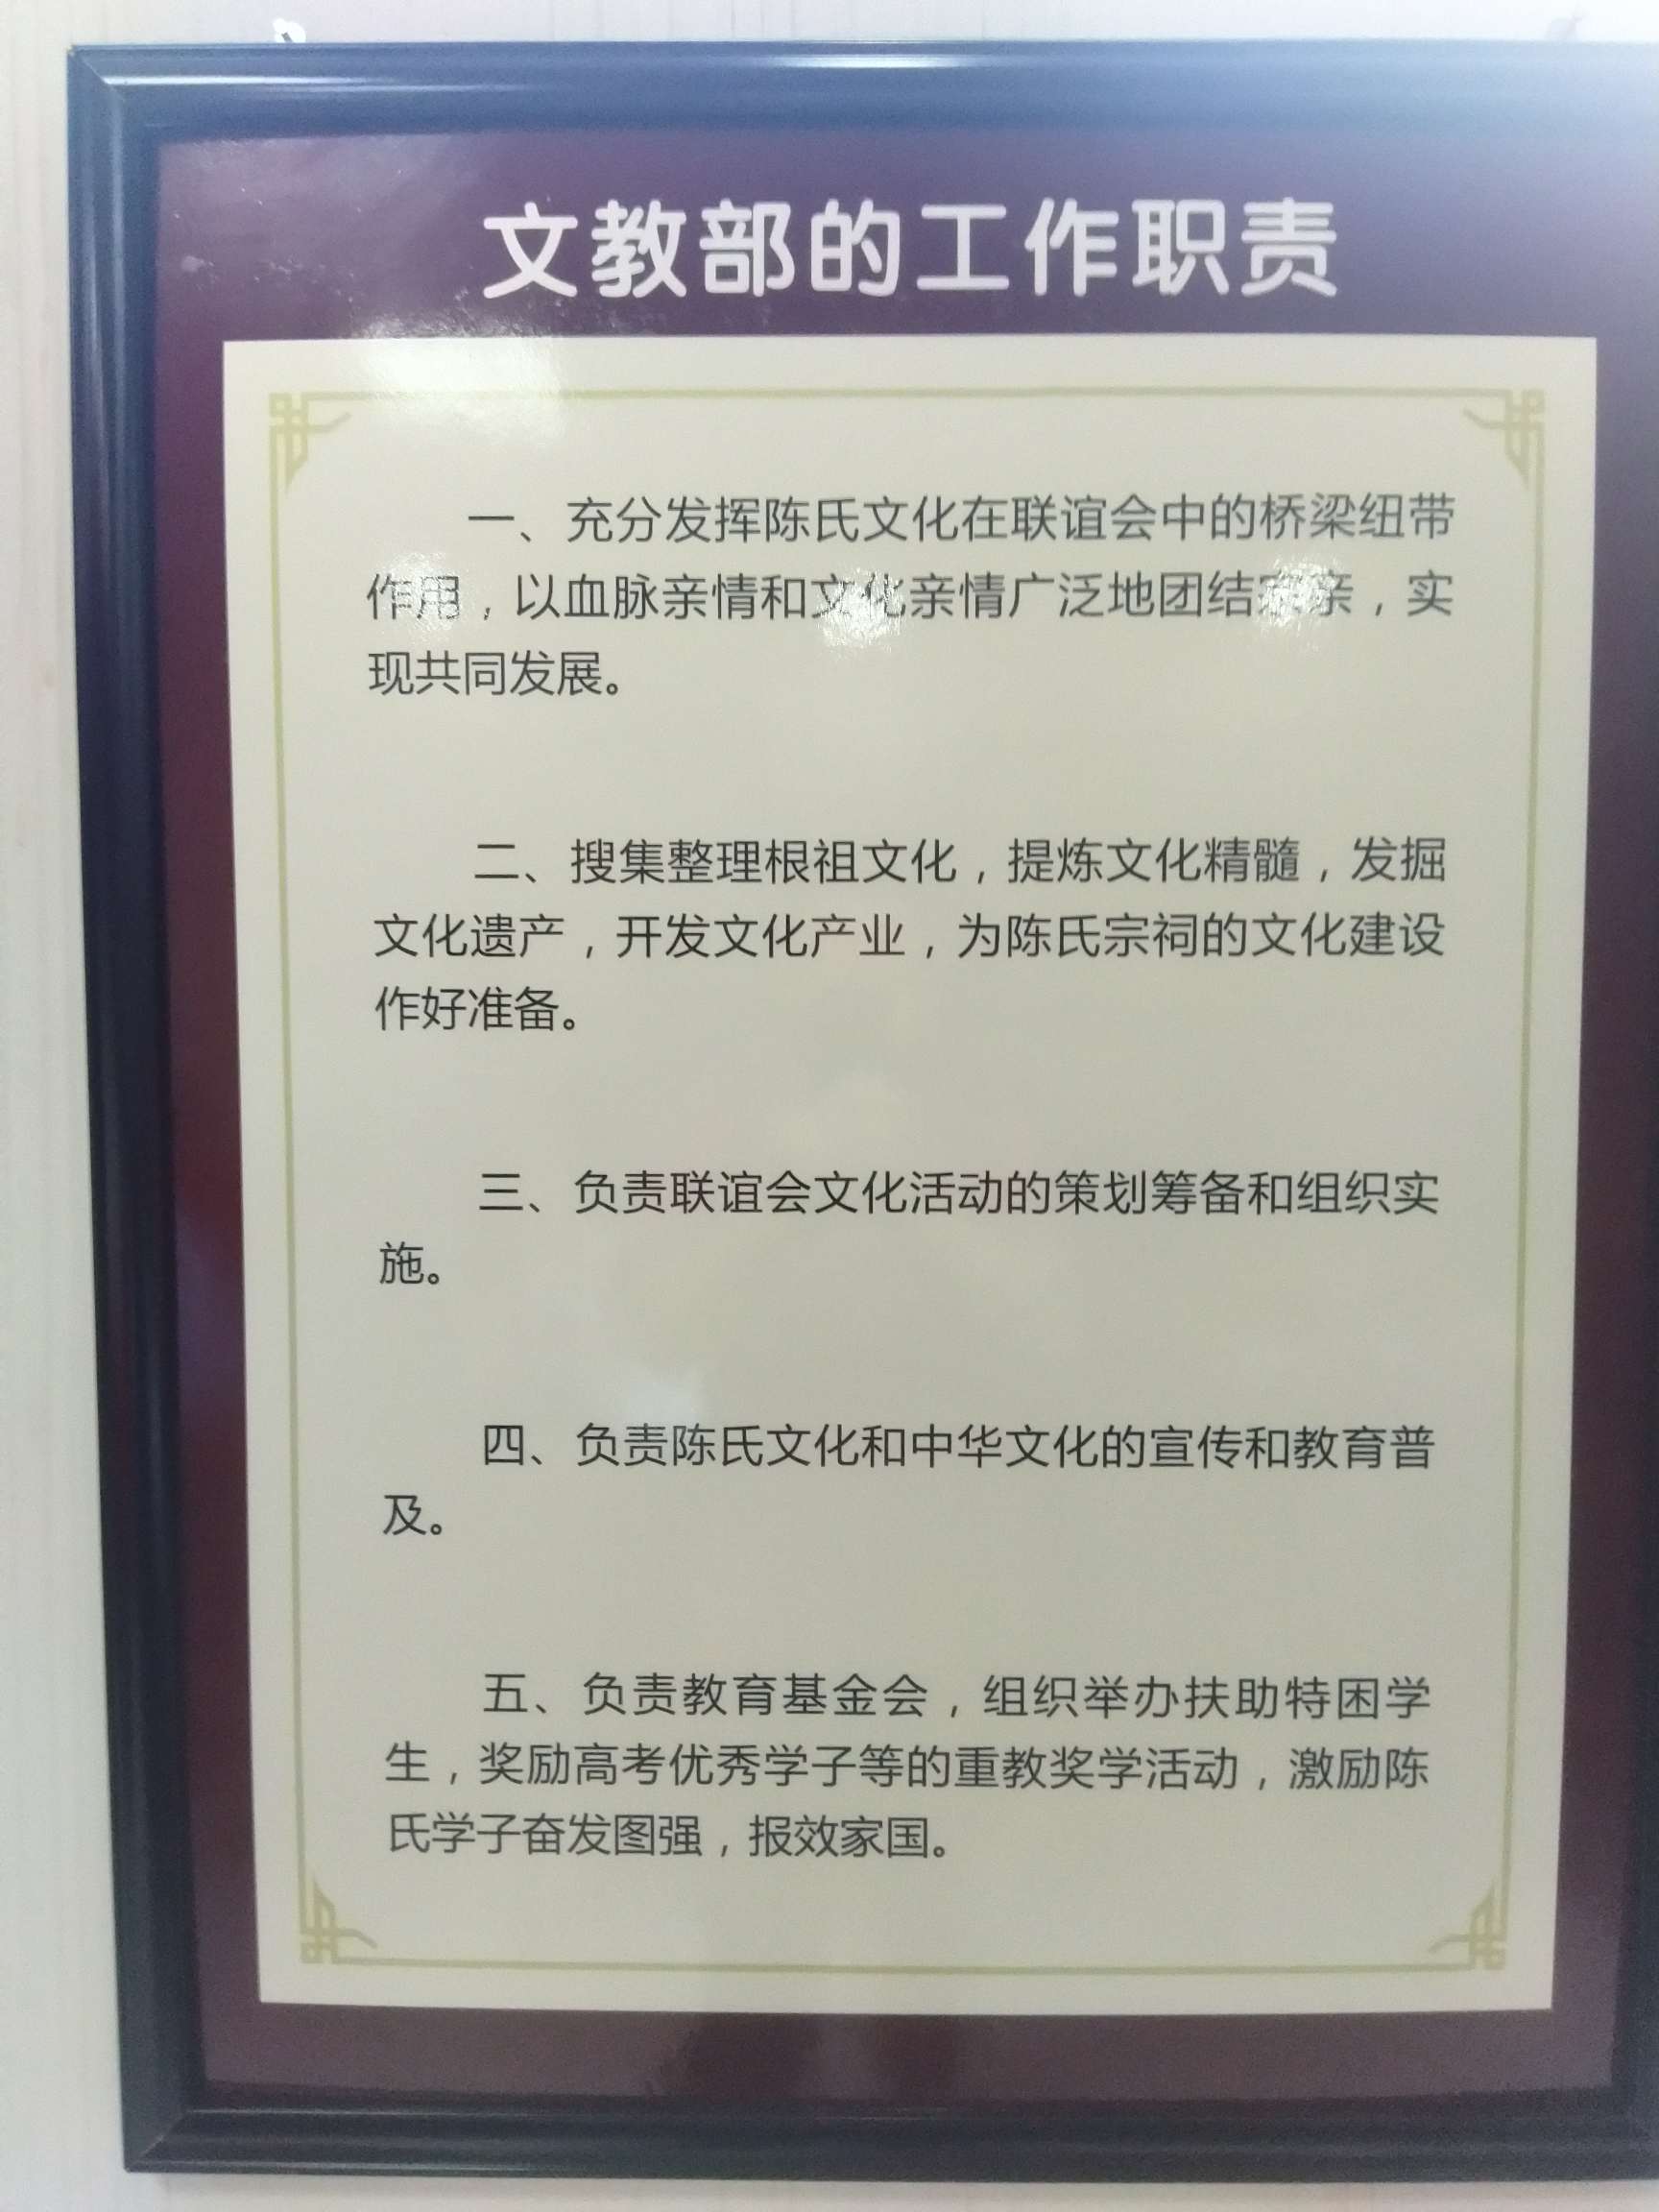 文教部的工作职责
一、充分发挥陈氏文化在联谊会中的桥梁纽带
作用，以血脉亲情和文化亲情广泛地团结宗亲，实
现共同发展。
二、搜集整理根祖文化，提炼文化精髓，发掘
文化遗产，开发文化产业，为陈氏宗祠的文化建设
作好准备。
三、负责联谊会文化活动的策划筹备和组织实
施。
四、负责陈氏文化和中华文化的宣传和教育普
及。
五、负责教育基金会，组织举办扶助特困学
生，奖励高考优秀学子等的重教奖学活动，激励陈
氏学子奋发图强，报效家国。